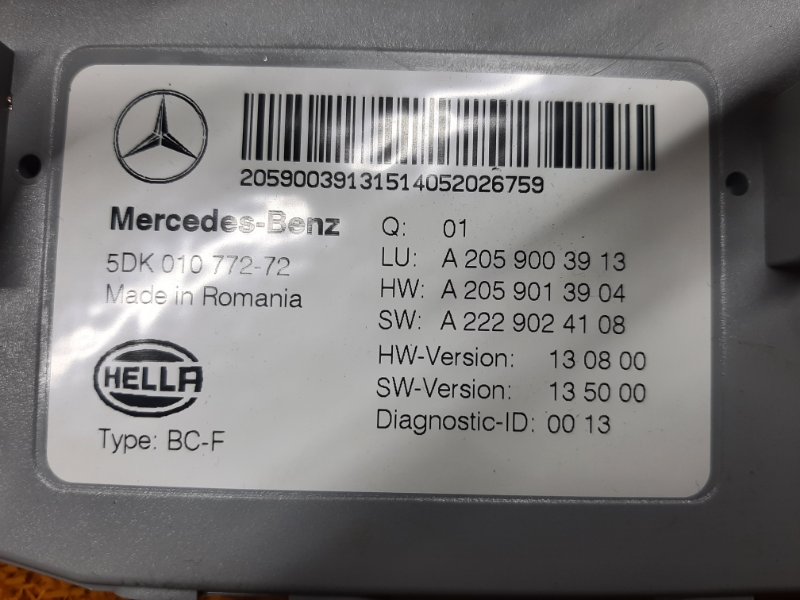 2059003913151405202675​9
Mercedes-Benz
5DK 010 772-72
Made in Romania
HELLA
Type: BC-F
Q: 01
LU: A 205 900 39 13
HW: A 205 901 39 04
SW: A 222 902 41 08
HW-Version: 13 08 00
SW-Version: 13 50 00
Diagnostic-ID: 00 13